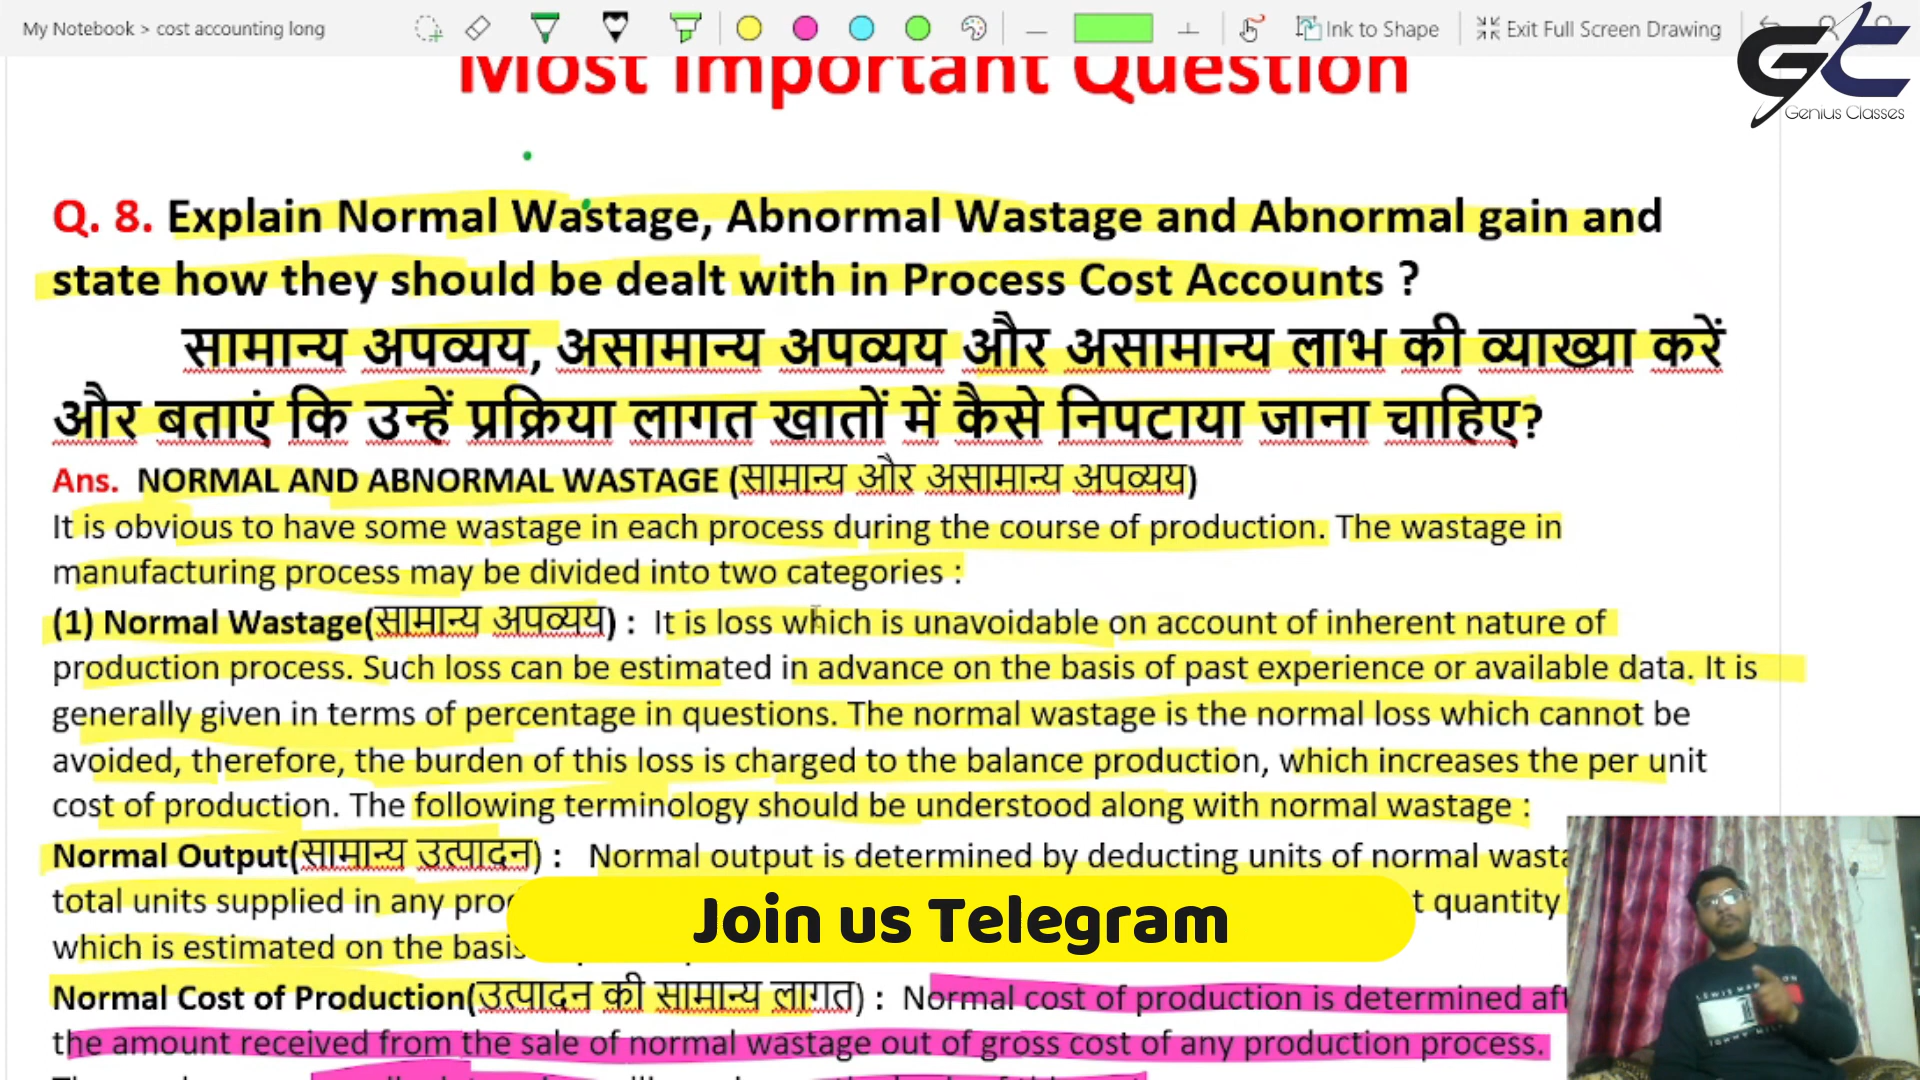 My Notebook > cost accounting long
Ink to Shape
Exit Full Screen Drawing
GC
Genius Classes
Most Important Question
Q. 8. Explain Normal Wastage, Abnormal Wastage and Abnormal gain and
state how they should be dealt with in Process Cost Accounts ?
सामान्य अपव्यय, असामान्य अपव्यय और असामान्य लाभ की व्याख्या करें
और बताएं कि उन्हें प्रक्रिया लागत खातों में कैसे निपटाया जाना चाहिए?
Ans. NORMAL AND ABNORMAL WASTAGE (सामान्य और असामान्य अपव्यय)
It is obvious to have some wastage in each process during the course of production. The wastage in
manufacturing process may be divided into two categories :
(1) Normal Wastage(सामान्य अपव्यय) : It is loss which is unavoidable on account of inherent nature of
production process. Such loss can be estimated in advance on the basis of past experience or available data. It is
generally given in terms of percentage in questions. The normal wastage is the normal loss which cannot be
avoided, therefore, the burden of this loss is charged to the balance production, which increases the per unit
cost of production. The following terminology should be understood along with normal wastage :
Normal Output(सामान्य उत्पादन) : Normal output is determined by deducting units of normal
total units supplied in any quantity
which is estimated on the
Join us Telegram
Normal Cost of Production(उत्पादन की सामान्य लागत) : Normal cost of production is determined
the amount received from the sale of normal wastage out of gross cost of any production process.
LEWIS